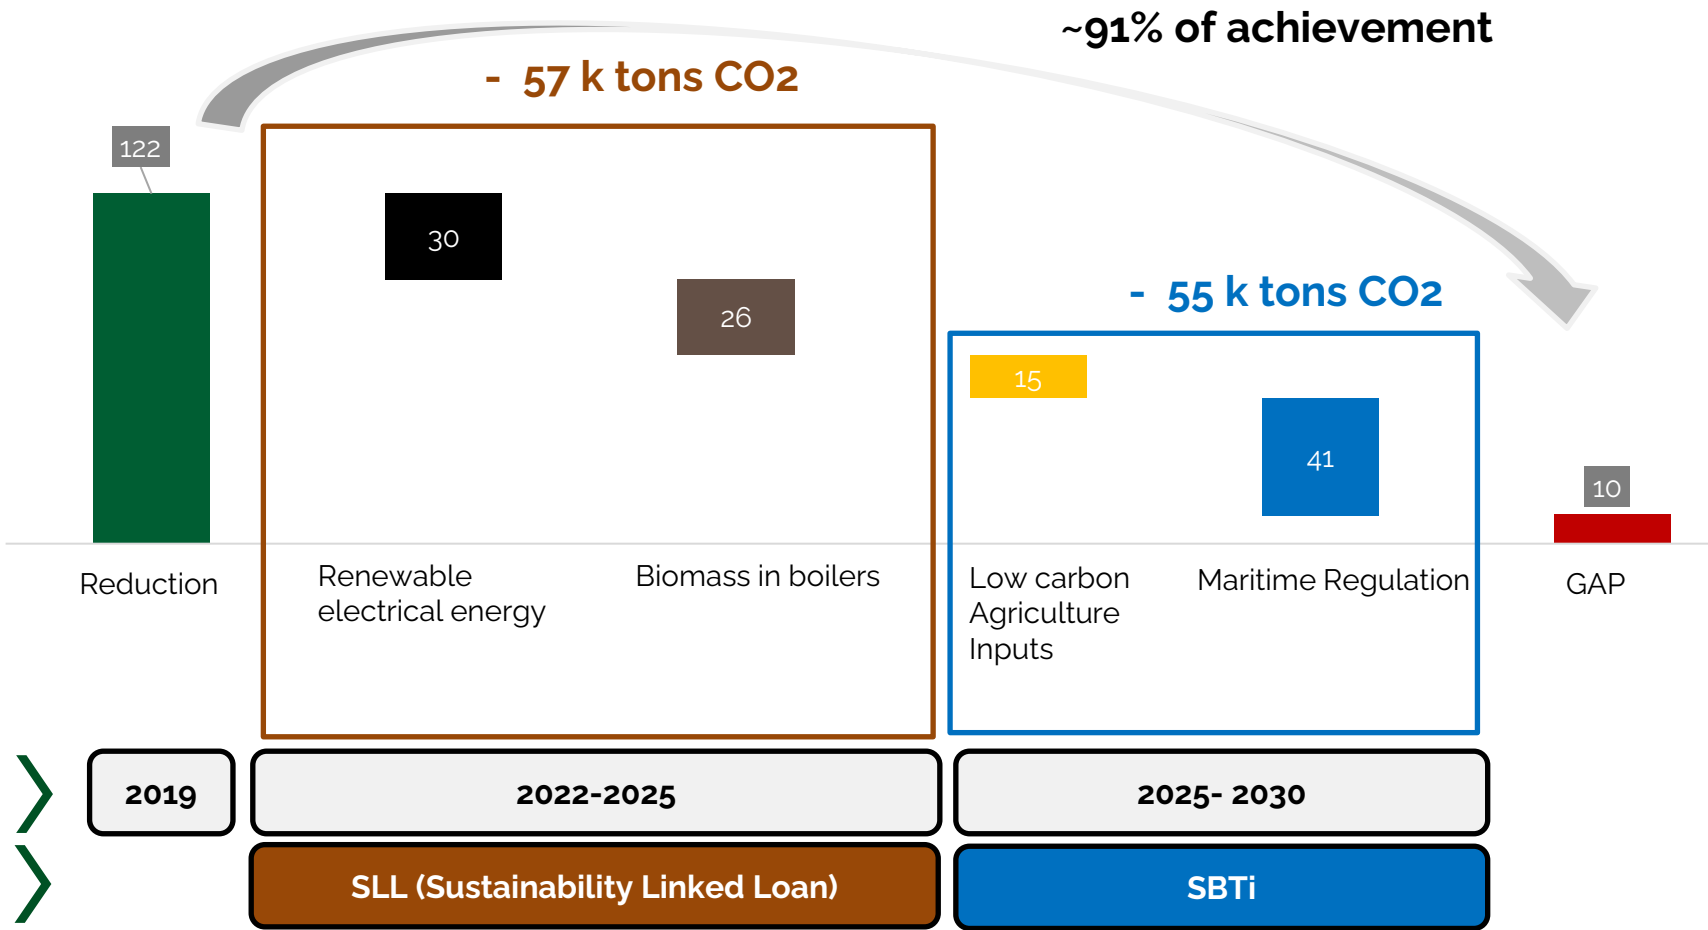 ~91% of achievement
- 57 k tons CO2
122
30
26
- 55 k tons CO2
15
41
10
Reduction
Renewable
electrical energy
Biomass in boilers
Low carbon
Agriculture
Inputs
Maritime Regulation
GAP
2019
2022-2025
2025- 2030
SLL (Sustainability Linked Loan)
SBTi